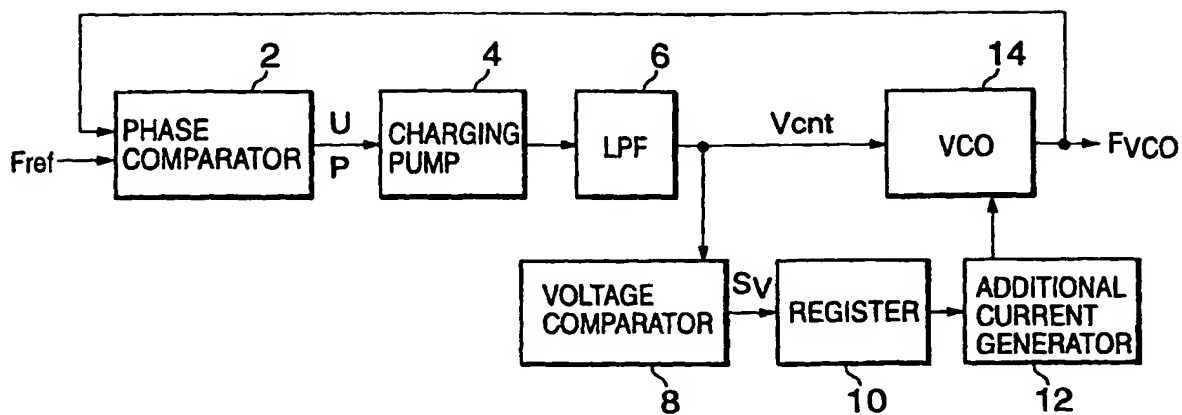 2
4
6
14
PHASE
COMPARATOR
U
P
CHARGING
PUMP
LPF
Vcnt
VCO
Fref
FVCO
VOLTAGE
COMPARATOR
SV
REGISTER
ADDITIONAL
CURRENT
GENERATOR
8
10
12